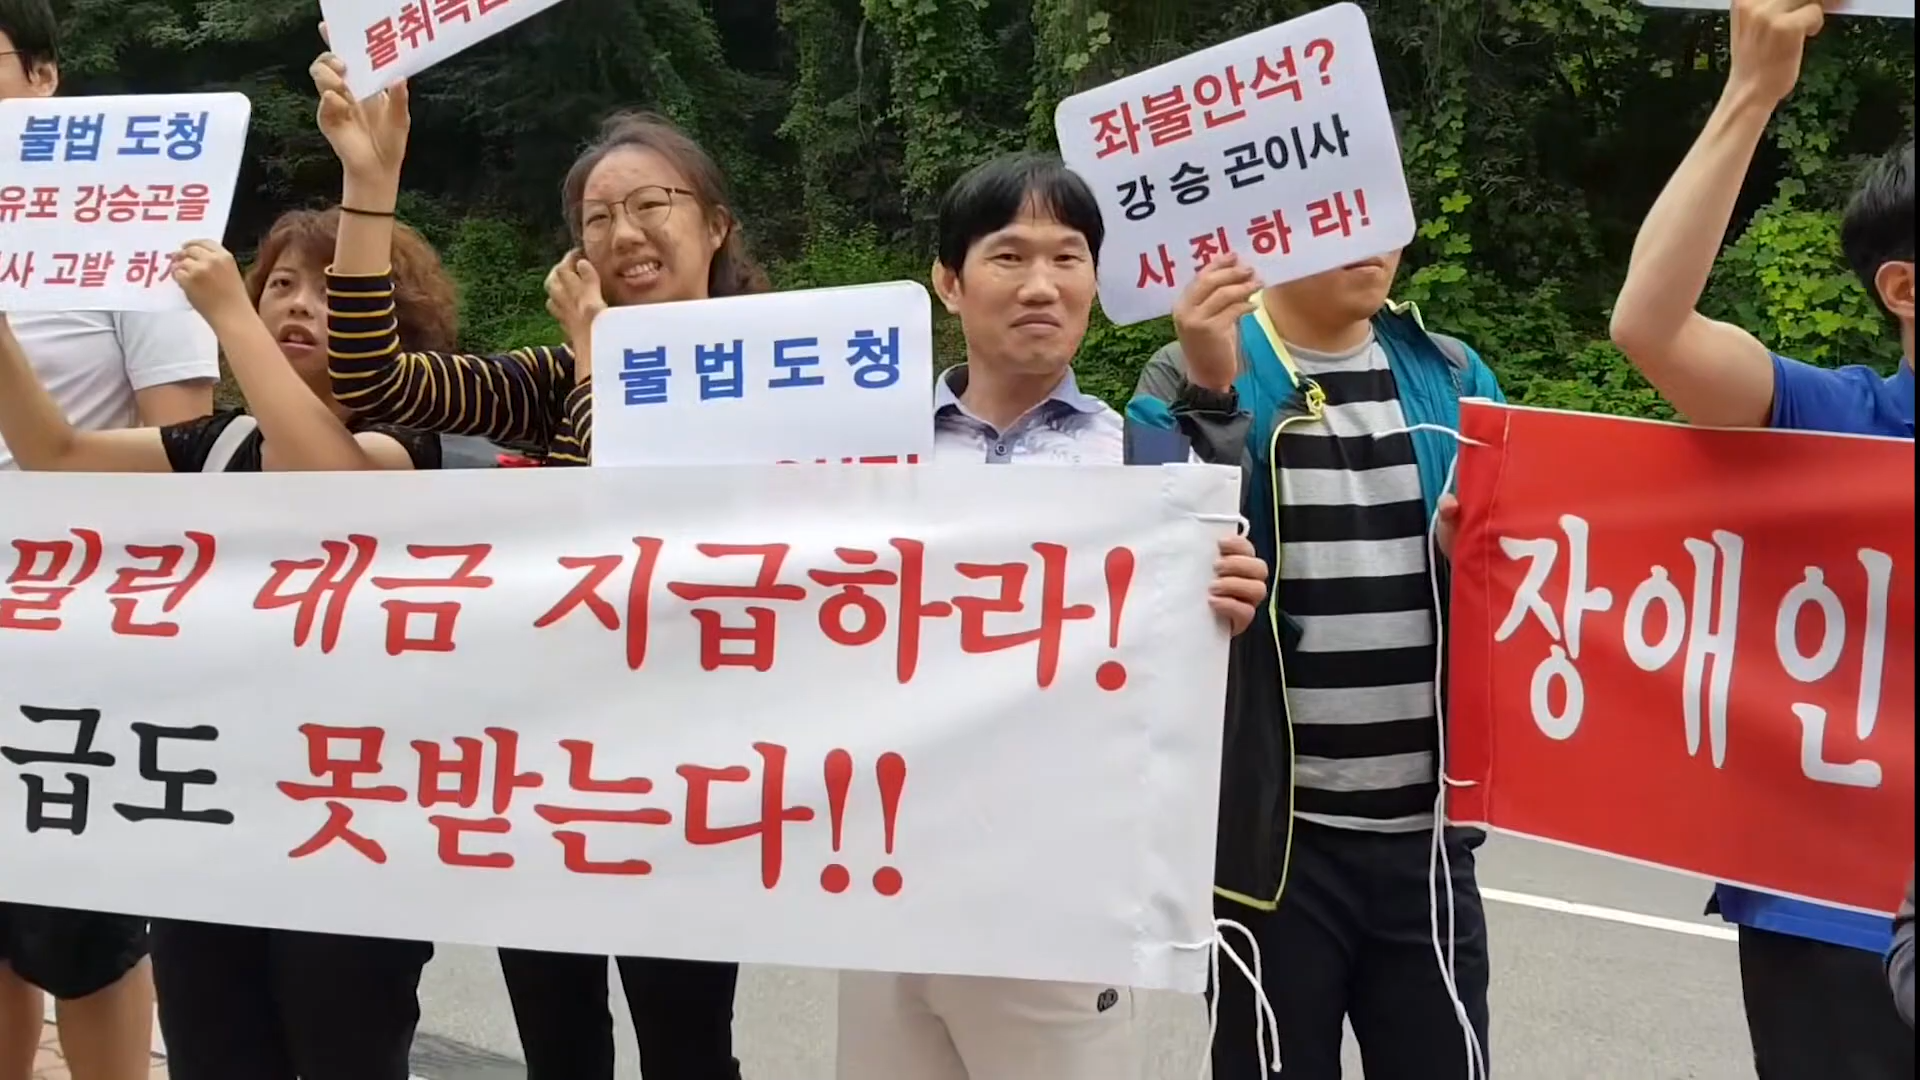 불법 도청
유포 강승곤을
사 고발 하
불법도청
좌불안석?
강승곤이사
사죄하라!
밀린 대금 지급하라!
급도 못받는다!!
장애인